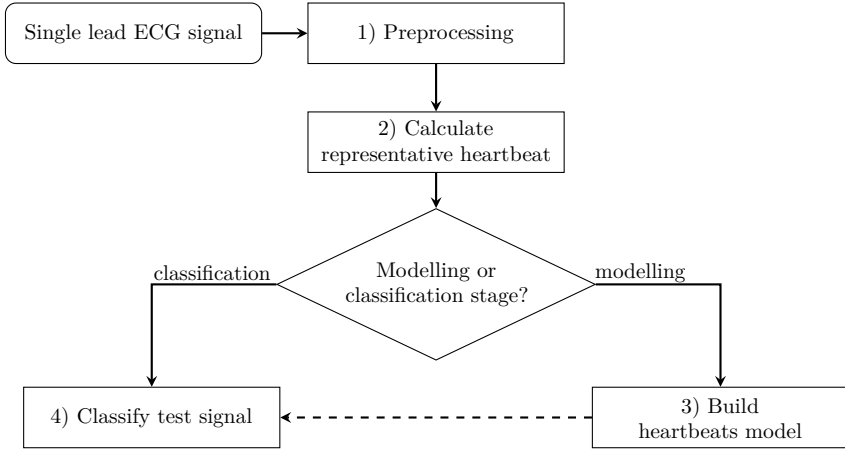 Single lead ECG signal
1) Preprocessing
2) Calculate
representative heartbeat
Modelling or
classification stage?
classification
modelling
4) Classify test signal
3) Build
heartbeats model